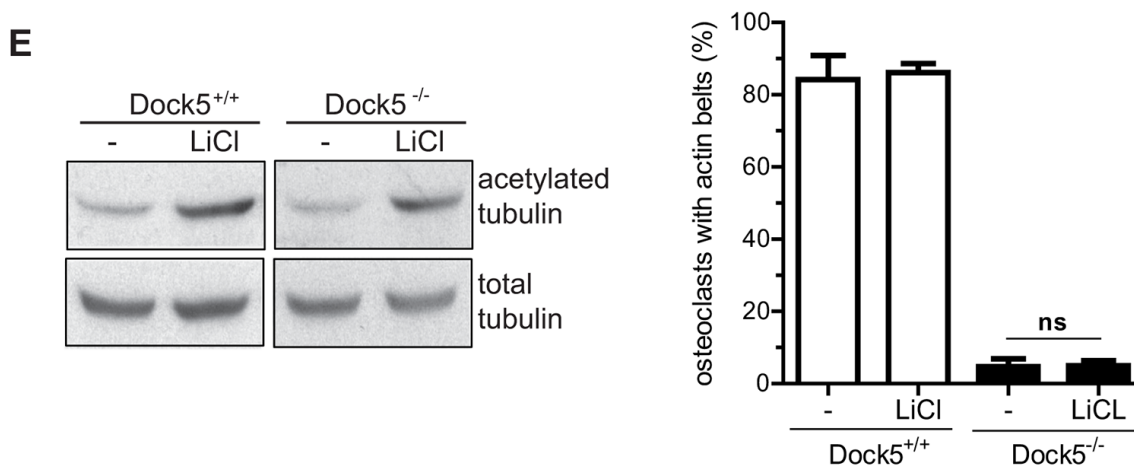 E
Dock5+/+ Dock5 -/-
- LiCl - LiCl
acetylated
tubulin
total
tubulin
osteoclasts with actin belts (%)
100
80
60
40
20
0
ns
- LiCl - LiCL
Dock5+/+ Dock5-/-